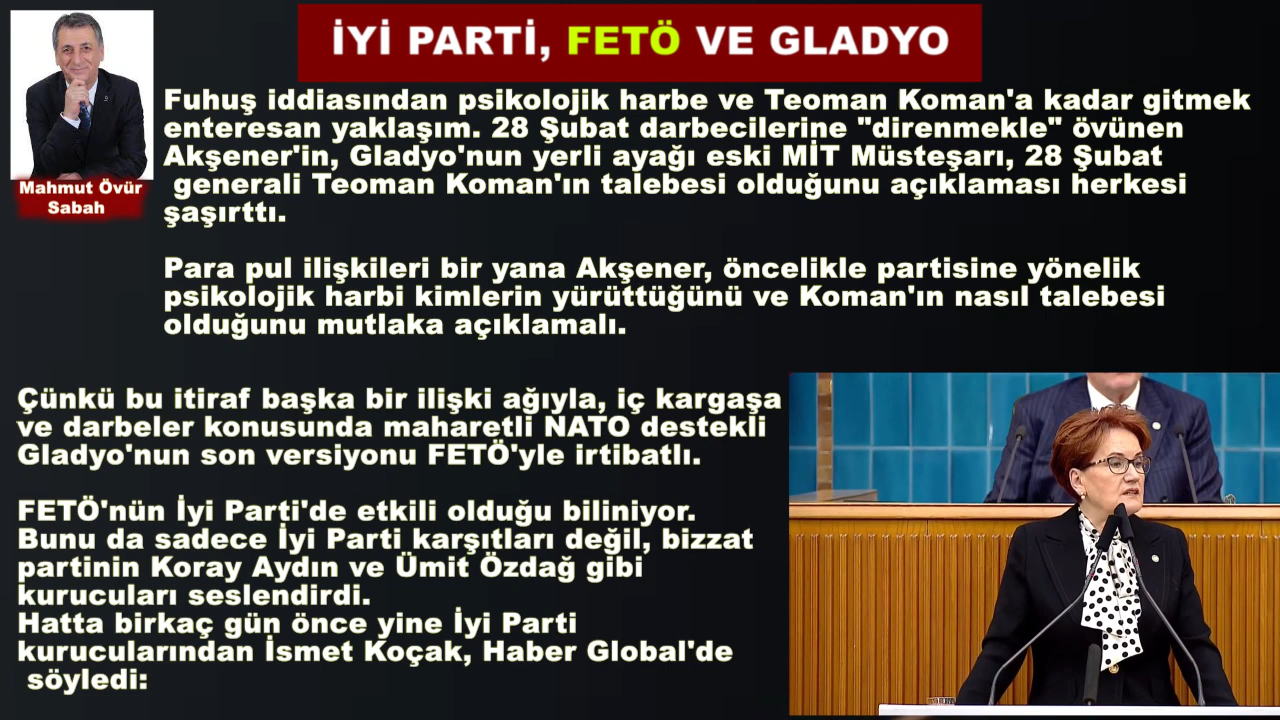 İYİ PARTİ, FETÖ VE GLADYO
Mahmut Övür
Sabah
Fuhuş iddiasından psikolojik harbe ve Teoman Koman'a kadar gitmek
enteresan yaklaşım. 28 Şubat darbecilerine "direnmekle" övünen
Akşener'in, Gladyo'nun yerli ayağı eski MİT Müsteşarı, 28 Şubat
generali Teoman Koman'ın talebesi olduğunu açıklaması herkesi
şaşırttı.
Para pul ilişkileri bir yana Akşener, öncelikle partisine yönelik
psikolojik harbi kimlerin yürüttüğünü ve Koman'ın nasıl talebesi
olduğunu mutlaka açıklamalı.
Çünkü bu itiraf başka bir ilişki ağıyla, iç kargaşa
ve darbeler konusunda maharetli NATO destekli
Gladyo'nun son versiyonu FETÖ'yle irtibatlı.
FETÖ'nün İyi Parti'de etkili olduğu biliniyor.
Bunu da sadece İyi Parti karşıtları değil, bizzat
partinin Koray Aydın ve Ümit Özdağ gibi
kurucuları seslendirdi.
Hatta birkaç gün önce yine İyi Parti
kurucularından İsmet Koçak, Haber Global'de
söyledi: